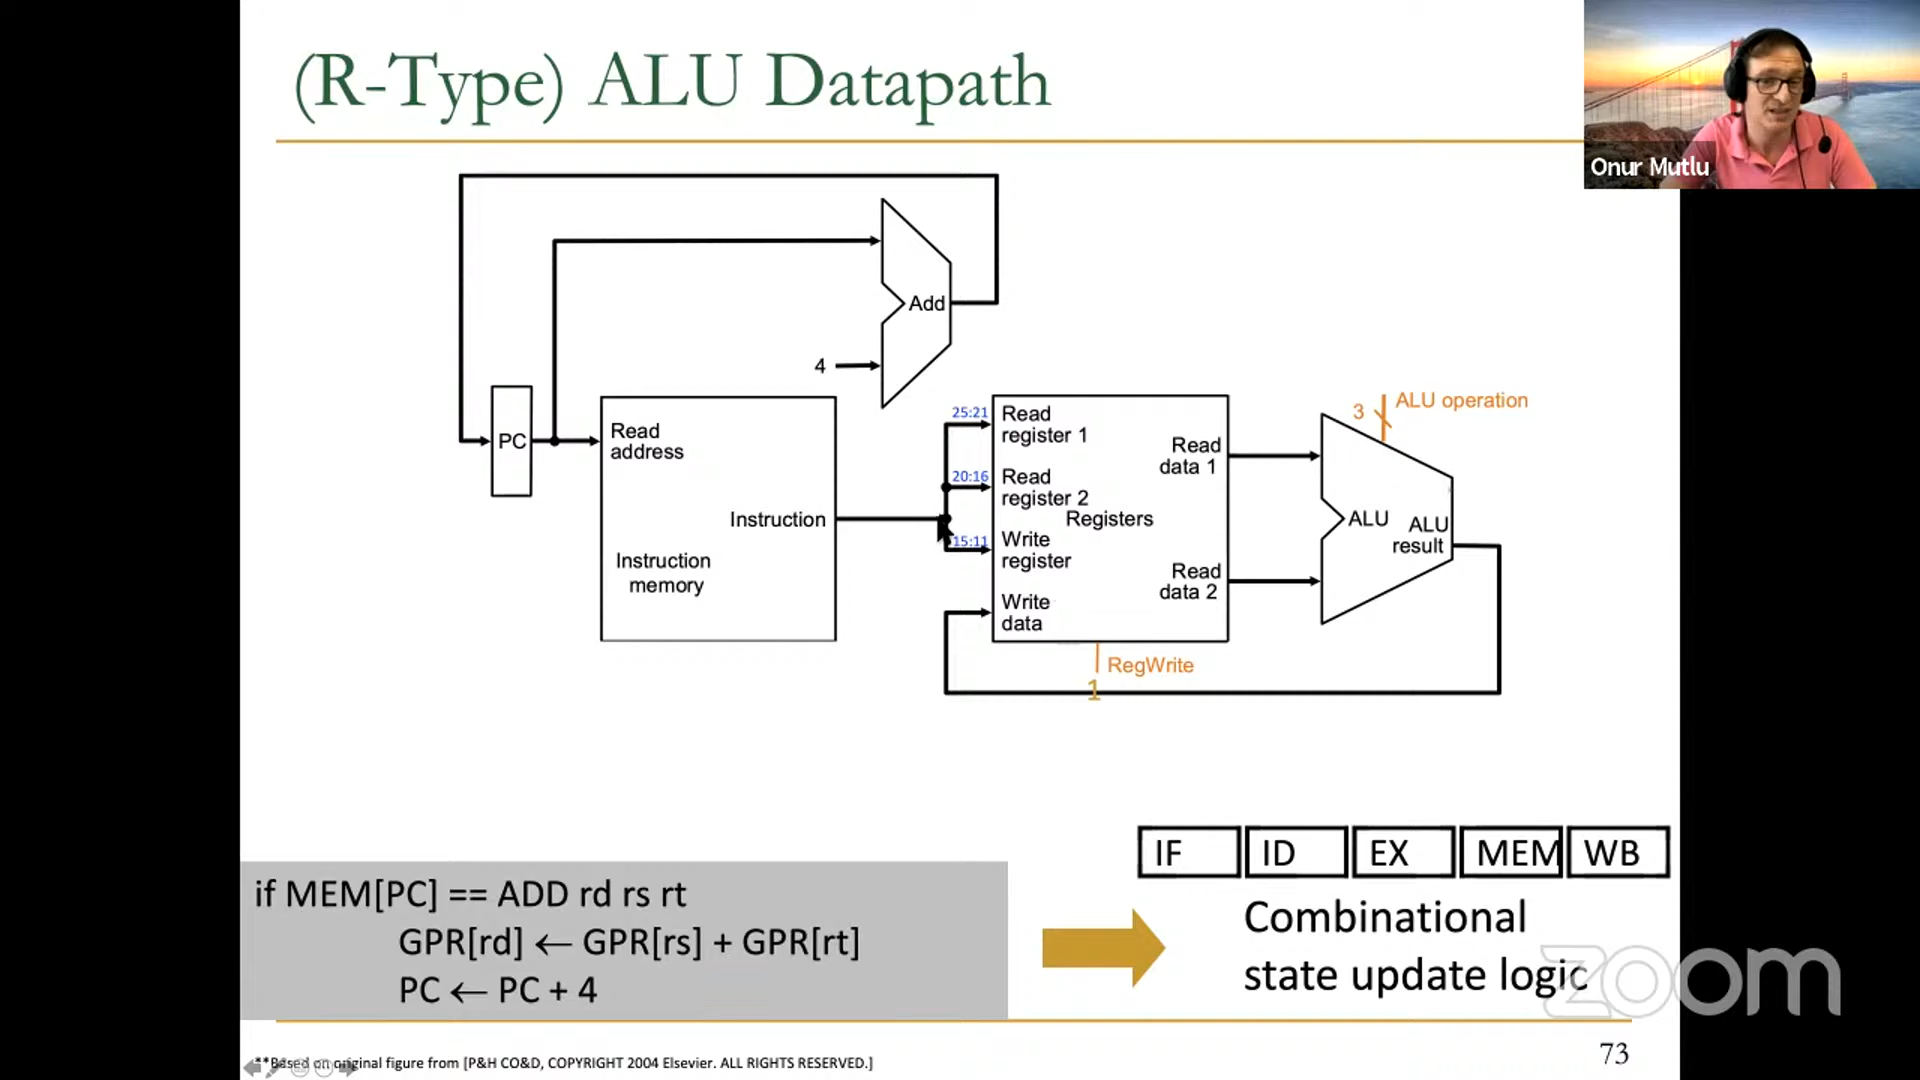 (R-Type) ALU Datapath
Onur Mutlu
Add
4
PC
Read
address
Instruction
Instruction
memory
25:21
20:16
15:11
Read
register 1
Read
register 2
Registers
Write
register
Write
data
Read
data 1
Read
data 2
RegWrite
1
3
ALU operation
ALU
ALU
result
IF
ID
EX
MEM
WB
if MEM[PC] == ADD rd rs rt
GPR[rd] ← GPR[rs] + GPR[rt]
PC ← PC + 4
Combinational
state update logic
zoom
**Based on original figure from [P&H CO&D, COPYRIGHT 2004 Elsevier. ALL RIGHTS RESERVED.]
73